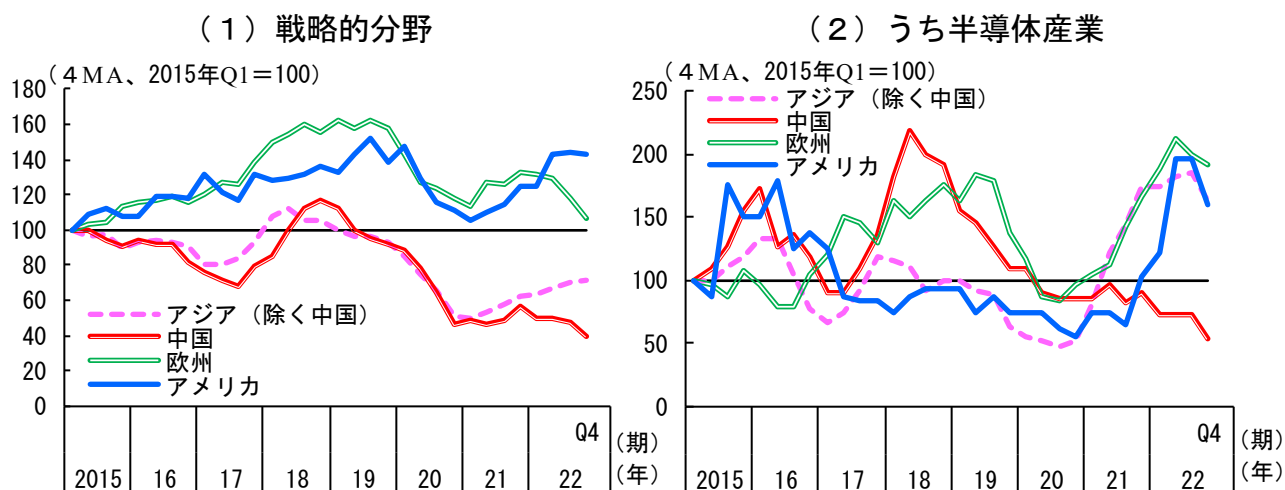 （１）戦略的分野
（４MA、2015年Q1＝100）
180
160
140
120
100
80
60
40
20
0
アジア（除く中国）
中国
欧州
アメリカ
Q4
（期）
2015 16 17 18 19 20 21 22
（年）
（２）うち半導体産業
（４MA、2015年Q1＝100）
250
200
150
100
50
0
アジア（除く中国）
中国
欧州
アメリカ
Q4
（期）
2015 16 17 18 19 20 21 22
（年）